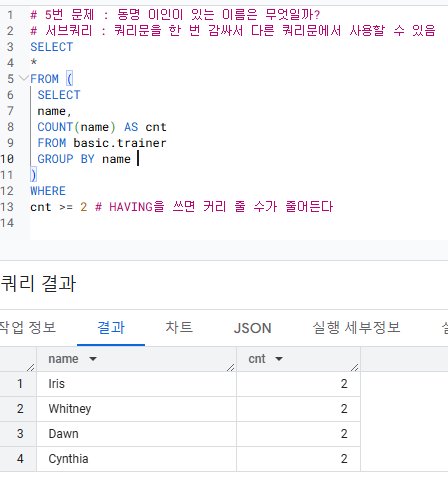 1 # 5번 문제 : 동명 이인이 있는 이름은 무엇일까?
2 # 서브쿼리 : 쿼리문을 한 번 감싸서 다른 쿼리문에서 사용할 수 있음
3 SELECT
4 *
5 FROM (
6 SELECT
7 name,
8 COUNT(name) AS cnt
9 FROM basic.trainer
10 GROUP BY name
11 )
12 WHERE
13 cnt >= 2 # HAVING을 쓰면 커리 줄 수가 줄어든다
14
쿼리 결과
작업 정보 결과 차트 JSON 실행 세부정보
name cnt
1 Iris 2
2 Whitney 2
3 Dawn 2
4 Cynthia 2